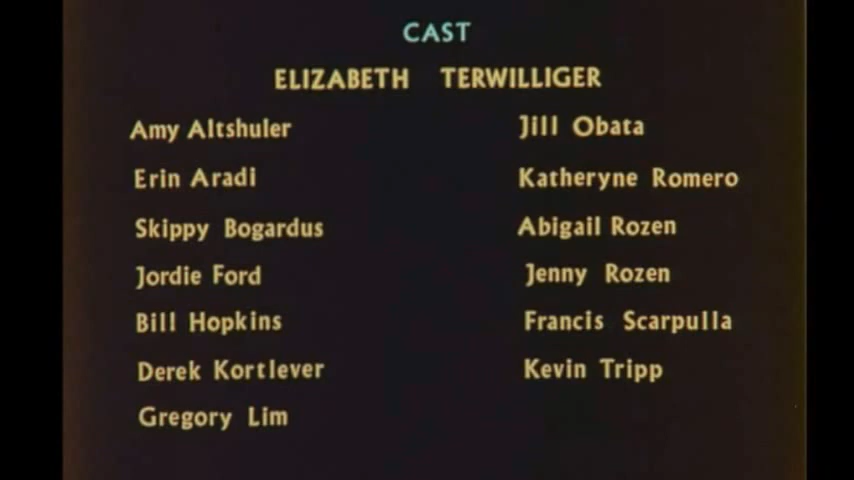 CAST
ELIZABETH TERWILLIGER
Amy Altshuler
Erin Aradi
Skippy Bogardus
Jordie Ford
Bill Hopkins
Derek Kortlever
Gregory Lim
Jill Obata
Katheryne Romero
Abigail Rozen
Jenny Rozen
Francis Scarpulla
Kevin Tripp